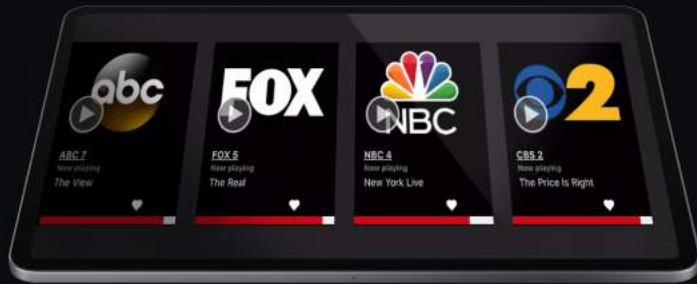 abc
ABC 7
Now playing
The View
FOX
FOX 5
Now playing
The Real
NBC
NBC 4
Now playing
New York Live
2
CBS 2
Now playing
The Price Is Right